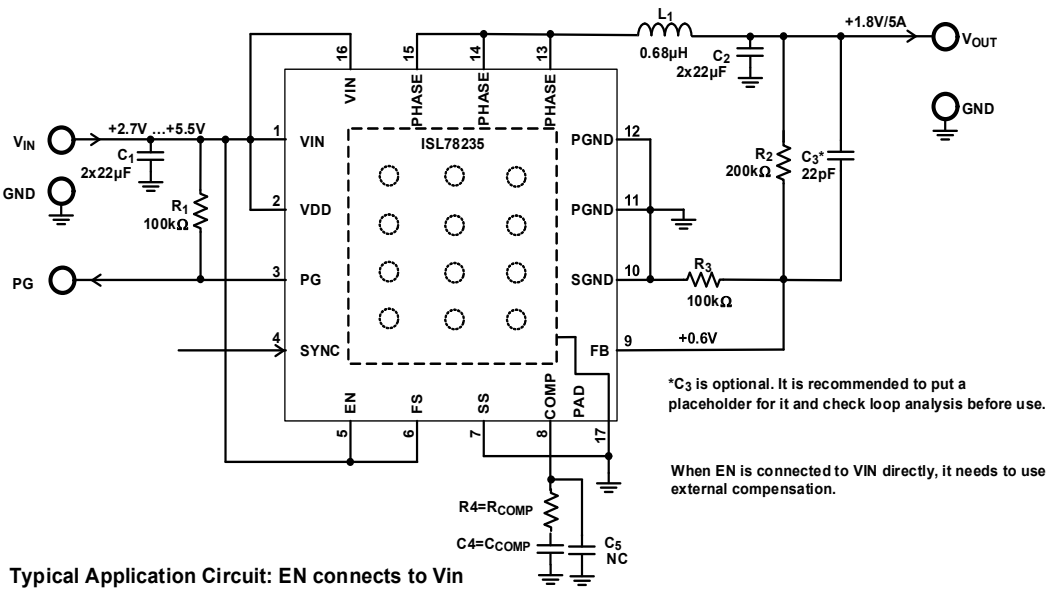 L1
0.68µH
+1.8V/5A
VOUT
C2
2x22µF
GND
16
15
14
13
VIN
PHASE
PHASE
PHASE
ISL78235
VIN
+2.7V ...+5.5V
1
VIN
C1
2x22µF
GND
R1
100kΩ
2
VDD
PG
3
PG
4
SYNC
PGND
12
PGND
11
SGND
10
R3
100kΩ
FB
9
+0.6V
R2
200kΩ
C3*
22pF
EN
FS
SS
COMP
PAD
5
6
7
8
17
*C3 is optional. It is recommended to put a
placeholder for it and check loop analysis before use.
When EN is connected to VIN directly, it needs to use
external compensation.
R4=RCOMP
C4=CCOMP
C5
NC
Typical Application Circuit: EN connects to Vin